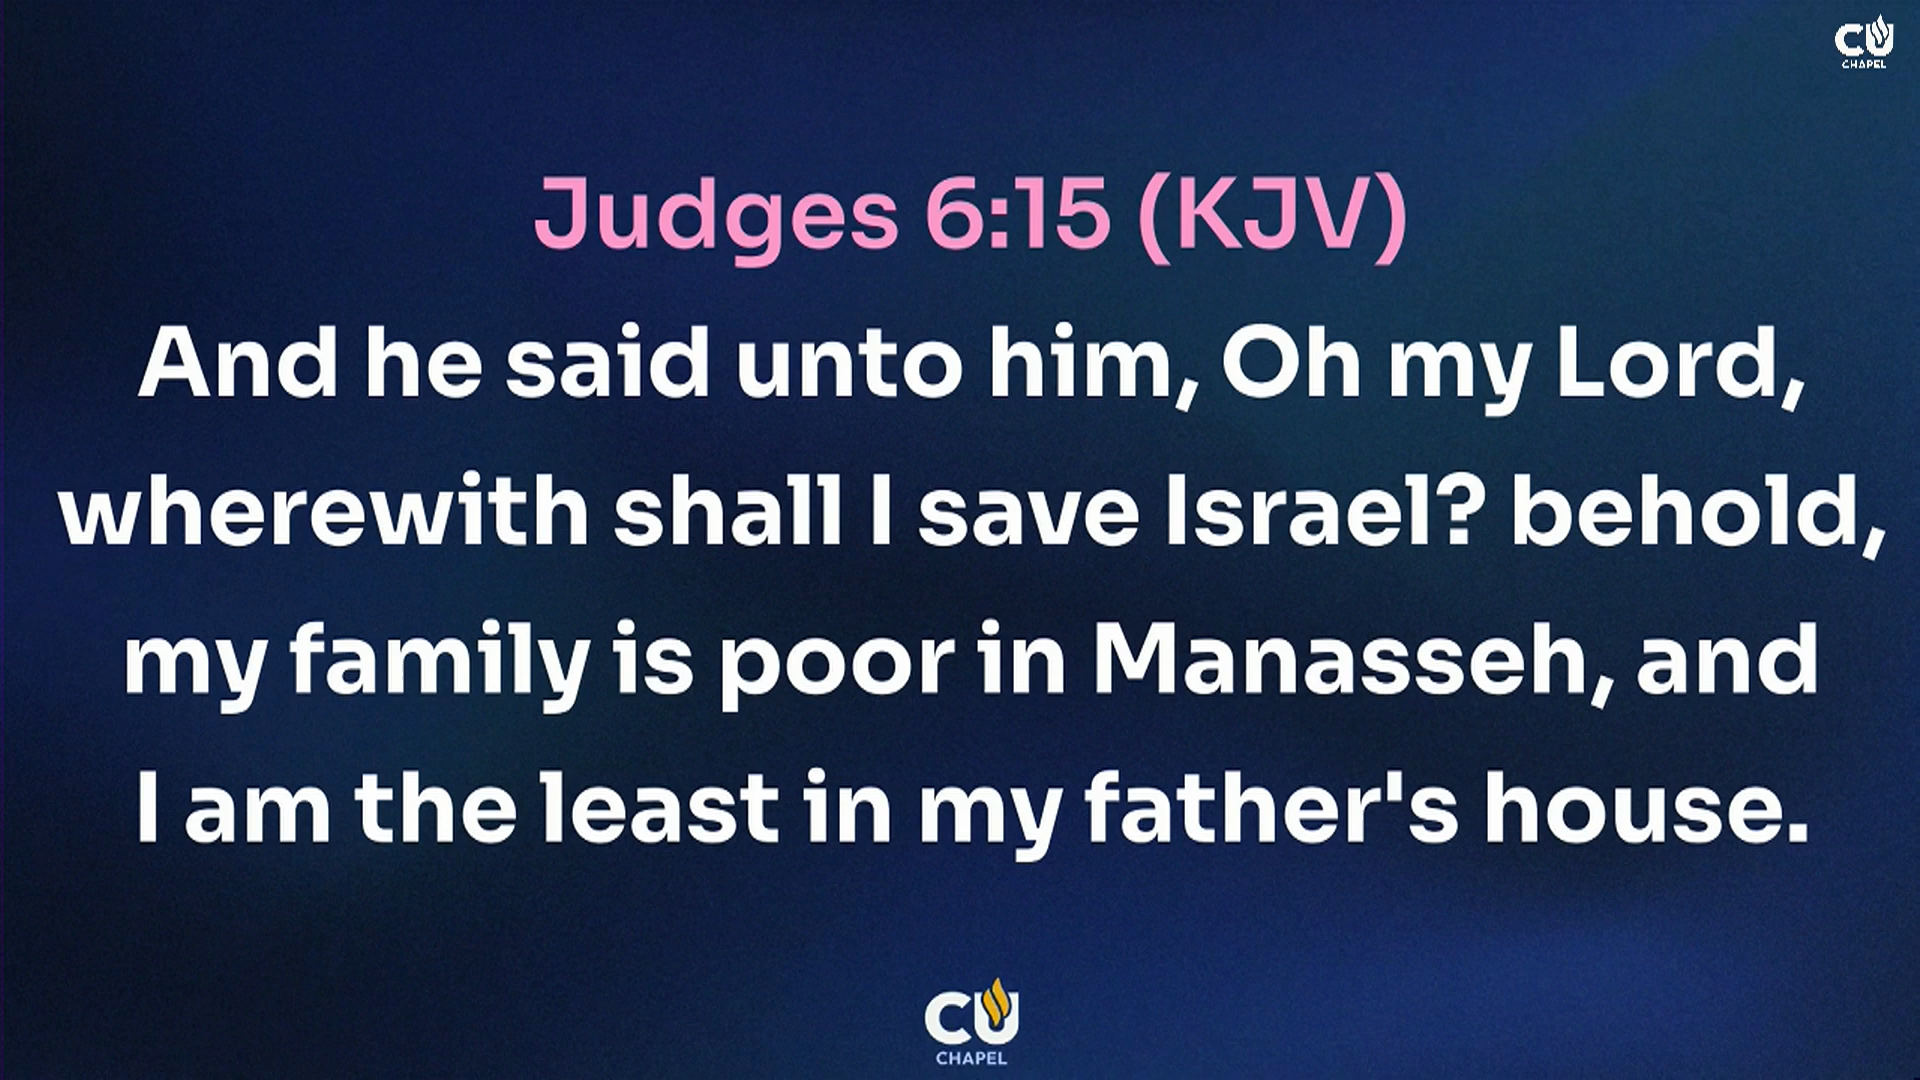 CU
CHAPEL
Judges 6:15 (KJV)
And he said unto him, Oh my Lord,
wherewith shall I save Israel? behold,
my family is poor in Manasseh, and
I am the least in my father's house.
CU
CHAPEL